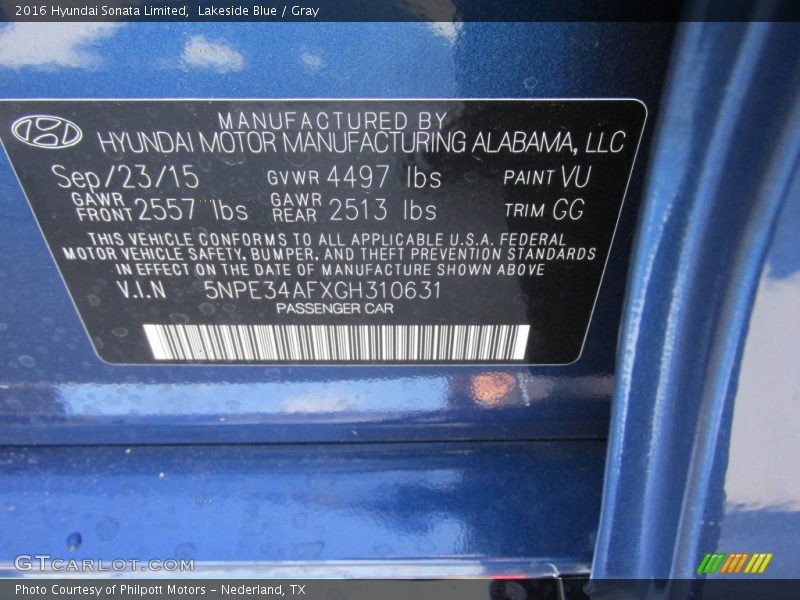 2016 Hyundai Sonata Limited, Lakeside Blue / Gray
MANUFACTURED BY
HYUNDAI MOTOR MANUFACTURING ALABAMA, LLC
Sep/23/15 GVWR 4497 lbs PAINT VU
GAWR FRONT 2557 lbs GAWR REAR 2513 lbs TRIM GG
THIS VEHICLE CONFORMS TO ALL APPLICABLE U.S.A. FEDERAL
MOTOR VEHICLE SAFETY, BUMPER, AND THEFT PREVENTION STANDARDS
IN EFFECT ON THE DATE OF MANUFACTURE SHOWN ABOVE
V.I.N 5NPE34AFXGH310631
PASSENGER CAR
GTCARLOT.COM
Photo Courtesy of Philpott Motors - Nederland, TX